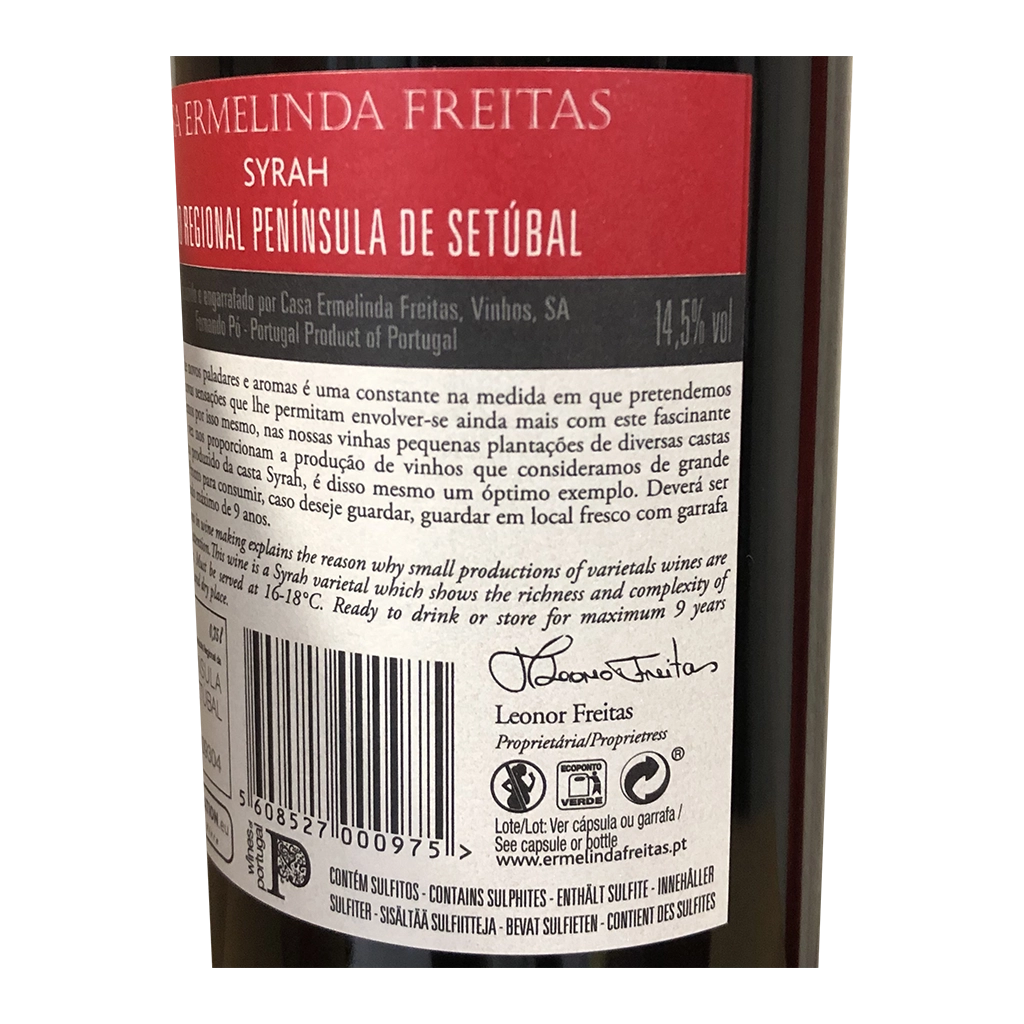 ERMELINDA FREITAS
SYRAH
REGIONAL PENÍNSULA DE SETÚBAL
e engarrafado por Casa Ermelinda Freitas, Vinhos, SA
14,5% vol
Fernando Pó - Portugal Product of Portugal
novos paladares e aromas é uma constante na medida em que pretendemos
sensações que lhe permitam envolver-se ainda mais com este fascinante
por isso mesmo, nas nossas vinhas pequenas plantações de diversas castas
nos proporcionam a produção de vinhos que consideramos de grande
produzido da casta Syrah, é disso mesmo um óptimo exemplo. Deverá ser
para consumir, caso deseje guardar, guardar em local fresco com garrafa
máximo de 9 anos.
in wine making explains the reason why small productions of varietals wines are
This wine is a Syrah varietal which shows the richness and complexity of
Must be served at 16-18°C. Ready to drink or store for maximum 9 years
dry place.
Leonor Freitas
Proprietária/Proprietress
ECOPONTO
VERDE
®
Lote/Lot: Ver cápsula ou garrafa /
See capsule or bottle
www.ermelindafreitas.pt
5 608527 000975 >
wines of
portugal
CONTÉM SULFITOS - CONTAINS SULPHITES - ENTHÄLT SULFITE - INNEHÅLLER
SULFITER - SISÄLTÄÄ SULFIITTEJA - BEVAT SULFIETEN - CONTIENT DES SULFITES